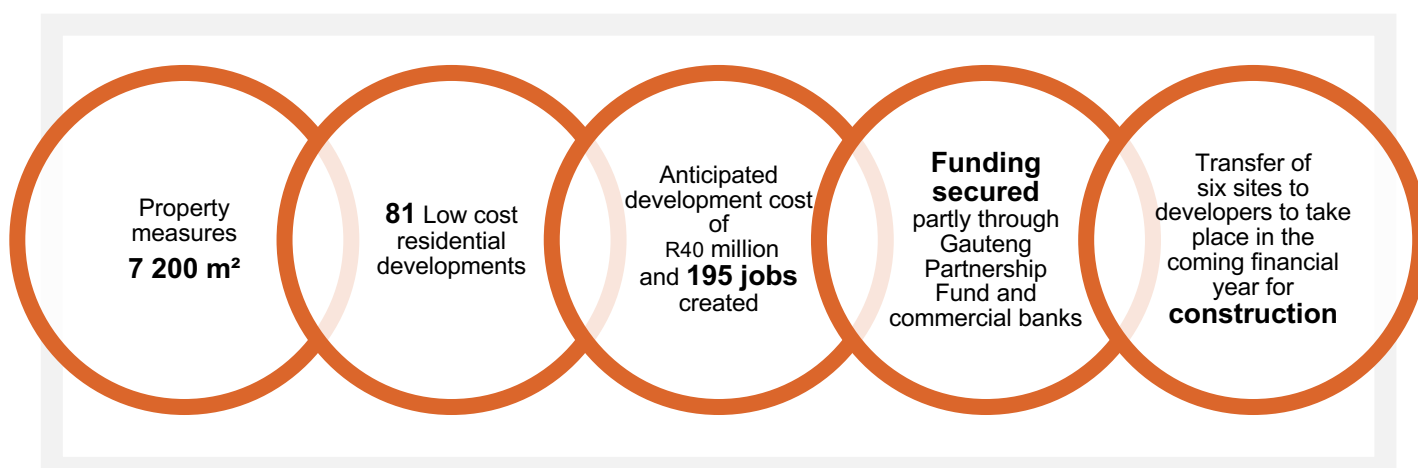 Property
measures
7 200 m²
81 Low cost
residential
developments
Anticipated
development cost
of
R40 million
and 195 jobs
created
Funding
secured
partly through
Gauteng
Partnership
Fund and
commercial banks
Transfer of
six sites to
developers to take
place in the
coming financial
year for
construction